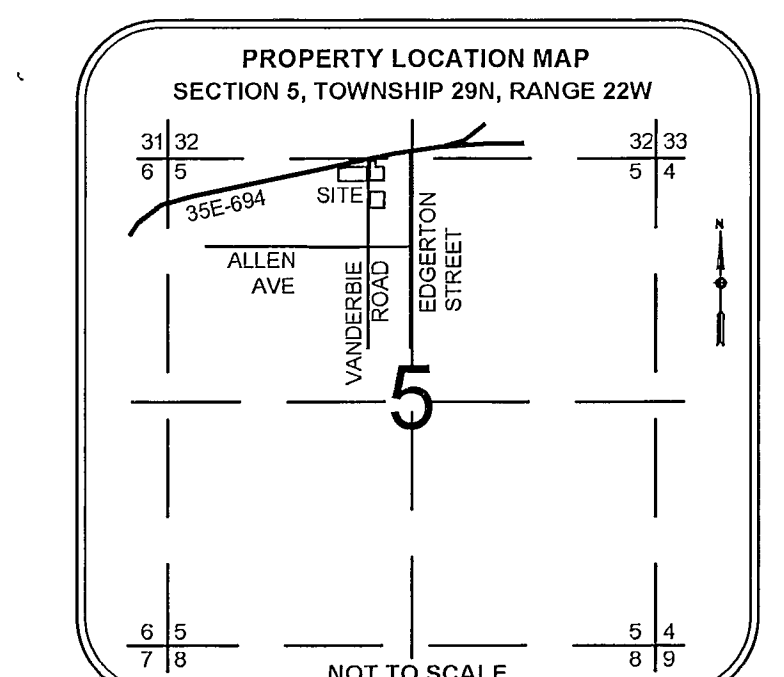 PROPERTY LOCATION MAP
SECTION 5, TOWNSHIP 29N, RANGE 22W
31 32
6 5
32 33
5 4
35E-694
SITE
N
ALLEN
AVE
VANDERBIE
ROAD
EDGERTON
STREET
5
6 5
7 8
5 4
8 9
NOT TO SCALE